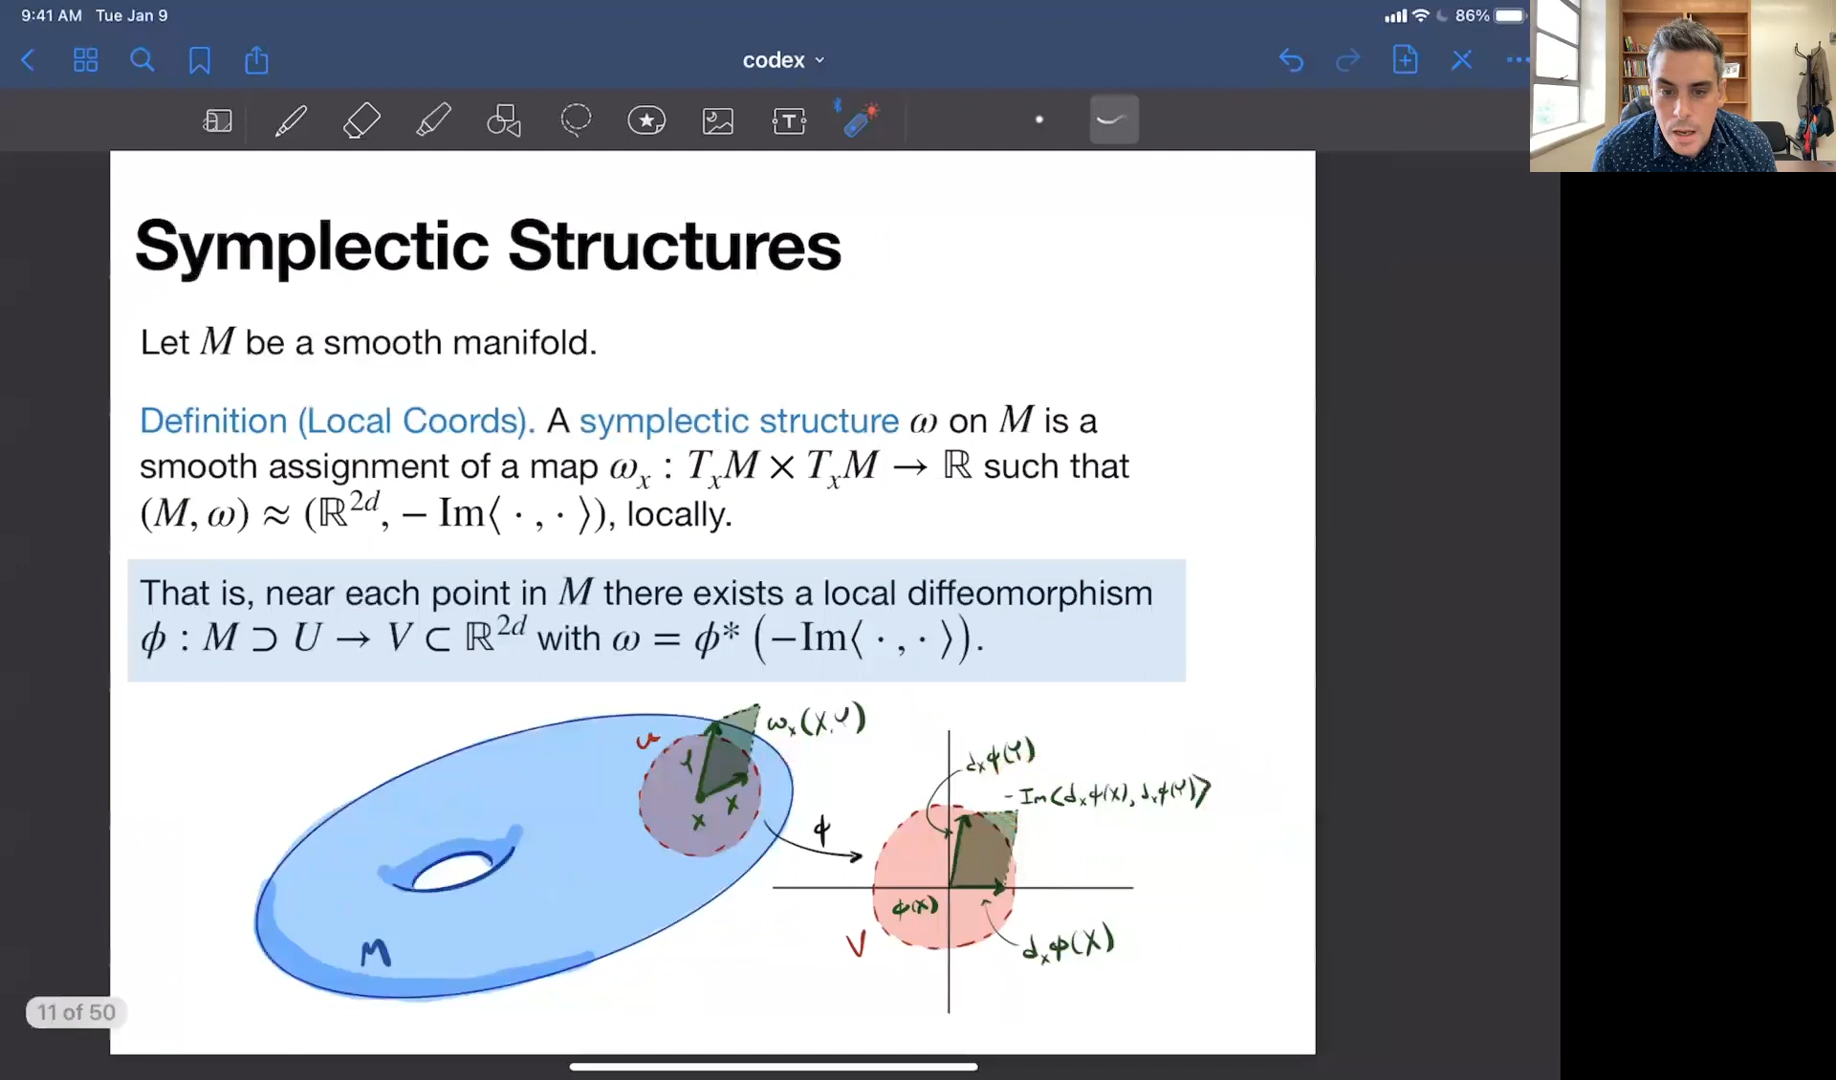 9:41 AM Tue Jan 9
86%
codex
T
Symplectic Structures
Let M be a smooth manifold.
Definition (Local Coords). A symplectic structure ω on M is a
smooth assignment of a map ωₓ : TₓM × TₓM → ℝ such that
(M, ω) ≈ (ℝ²ᵈ, − Im⟨ · , · ⟩), locally.
That is, near each point in M there exists a local diffeomorphism
ϕ : M ⊃ U → V ⊂ ℝ²ᵈ with ω = ϕ* (−Im⟨ · , · ⟩).
ωₓ(X,Y)
U
Y
X
x
M
ϕ
dₓϕ(Y)
-Im⟨dₓϕ(X), dₓϕ(Y)⟩
ϕ(x)
V
dₓϕ(X)
11 of 50